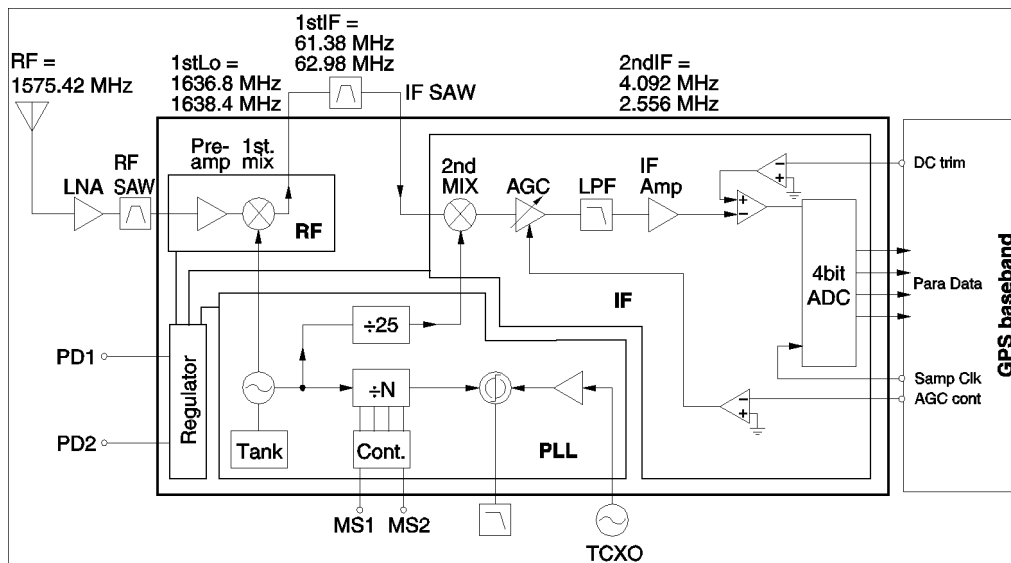 RF =
1575.42 MHz
1stLo =
1636.8 MHz
1638.4 MHz
1stIF =
61.38 MHz
62.98 MHz
IF SAW
2ndIF =
4.092 MHz
2.556 MHz
LNA
RF
SAW
Pre-
amp
1st.
mix
RF
2nd
MIX
AGC
LPF
IF
Amp
4bit
ADC
IF
DC trim
Para Data
Samp Clk
AGC cont
GPS baseband
PD1
PD2
Regulator
÷25
÷N
Tank
Cont.
PLL
MS1
MS2
TCXO